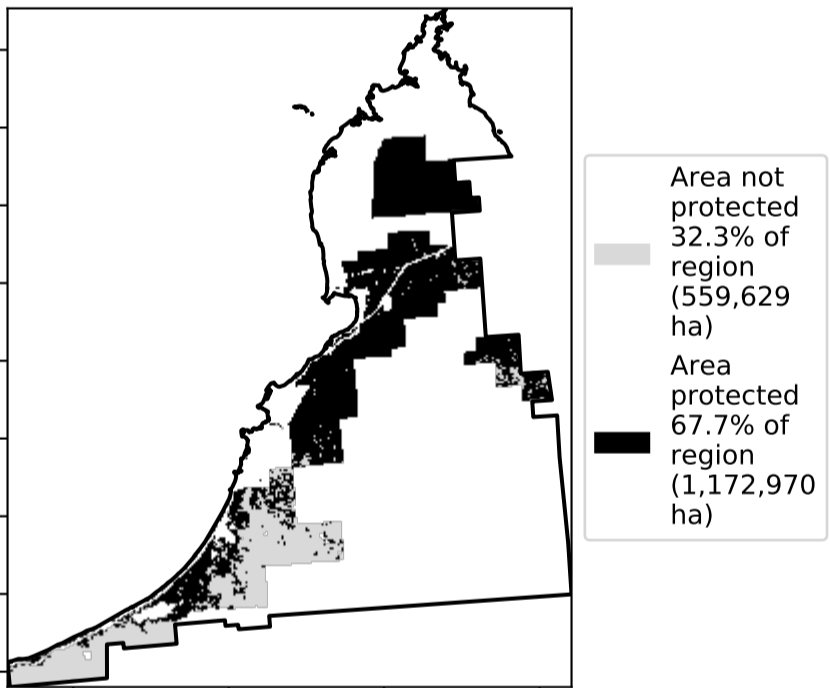 Area not
protected
32.3% of
region
(559,629
ha)
Area
protected
67.7% of
region
(1,172,970
ha)